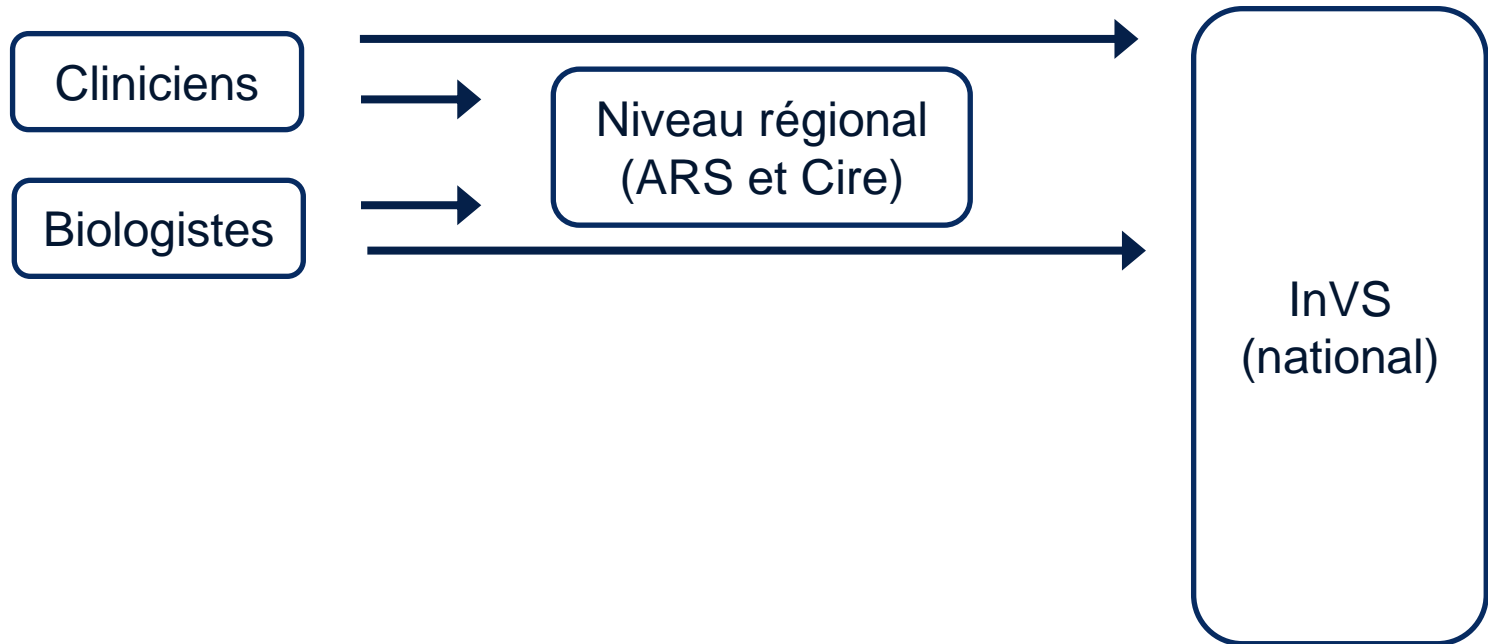 Cliniciens
Niveau régional
(ARS et Cire)
Biologistes
InVS
(national)